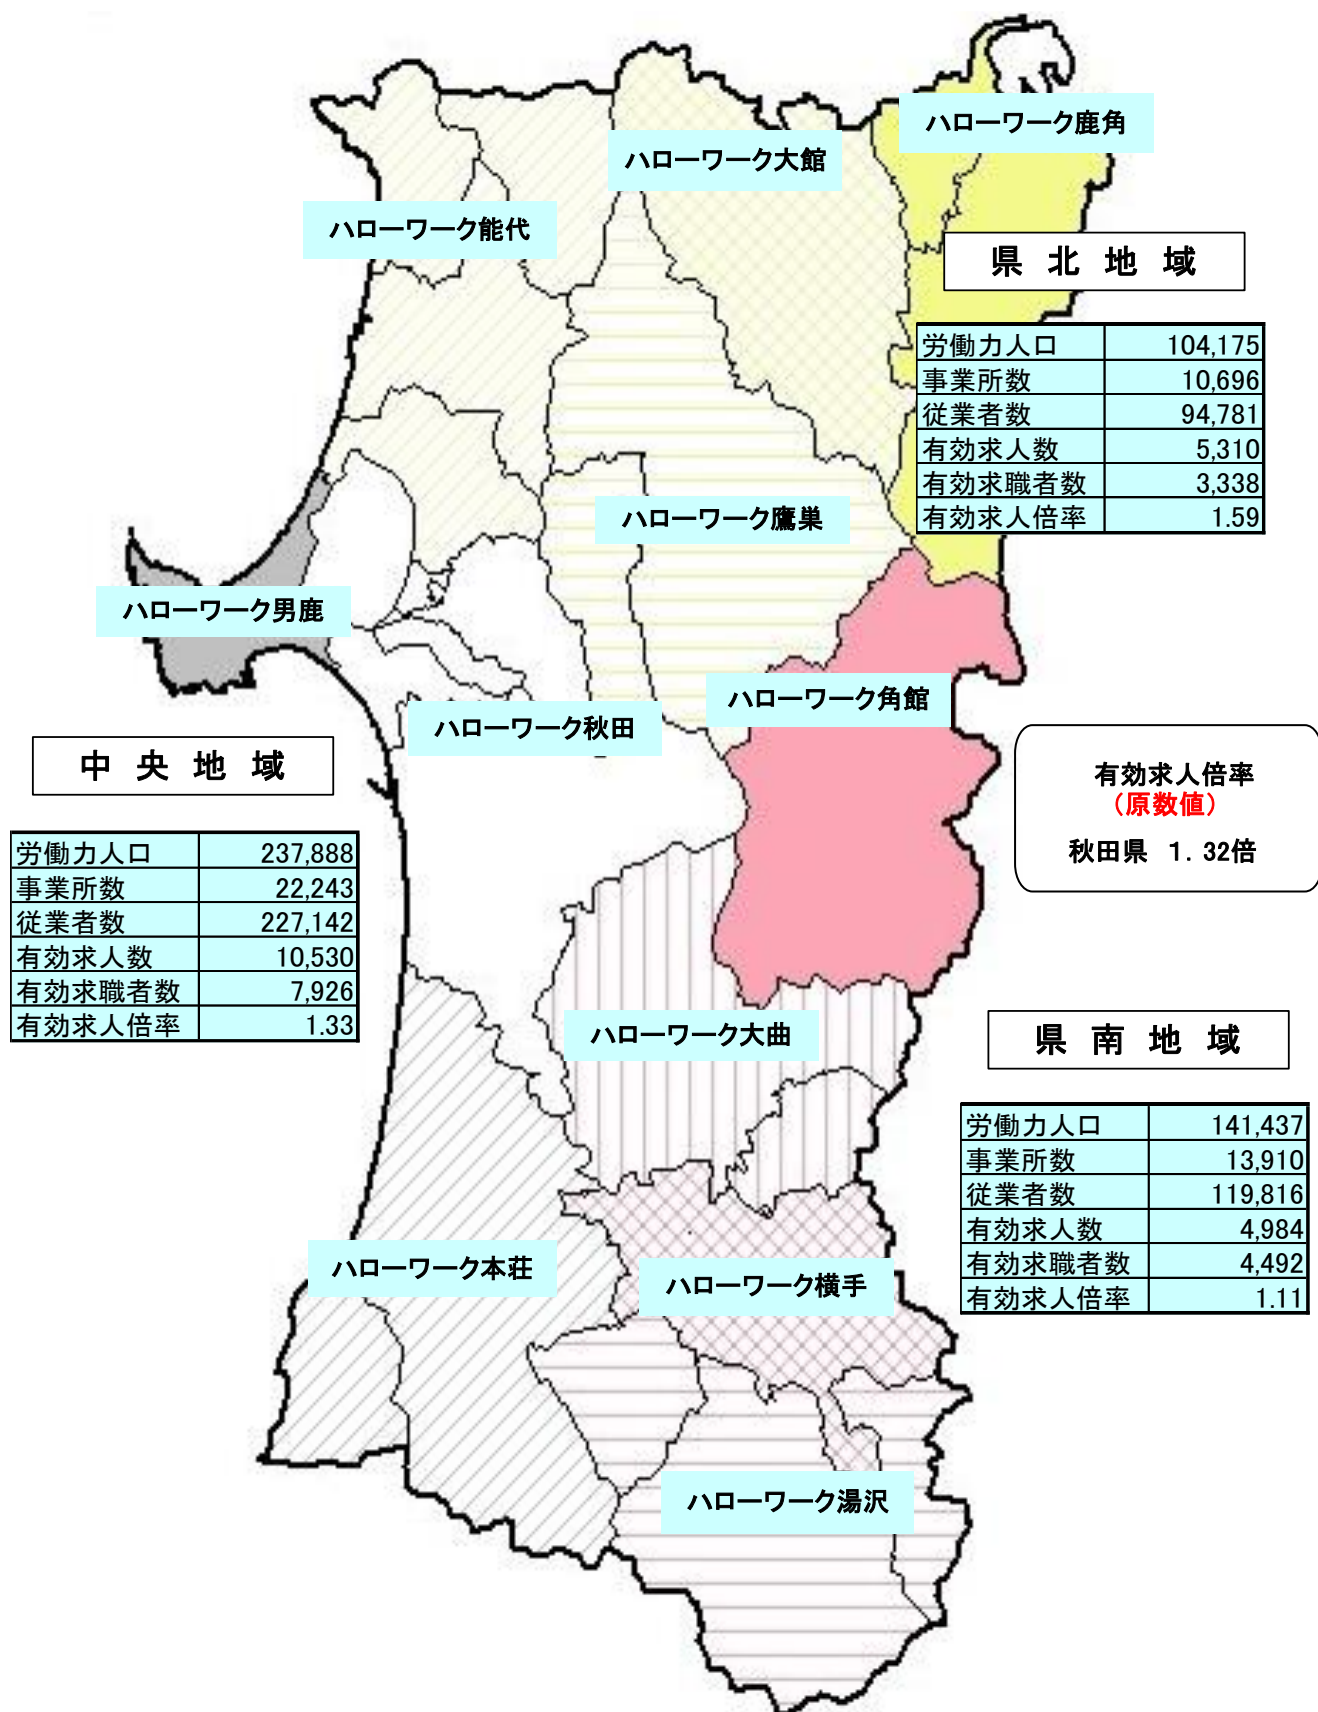 ハローワーク鹿角
ハローワーク大館
ハローワーク能代
県北地域
労働力人口 104,175
事業所数 10,696
従業者数 94,781
有効求人数 5,310
有効求職者数 3,338
有効求人倍率 1.59
ハローワーク鷹巣
ハローワーク男鹿
ハローワーク角館
ハローワーク秋田
中央地域
労働力人口 237,888
事業所数 22,243
従業者数 227,142
有効求人数 10,530
有効求職者数 7,926
有効求人倍率 1.33
有効求人倍率
（原数値）
秋田県 1．32倍
ハローワーク大曲
県南地域
労働力人口 141,437
事業所数 13,910
従業者数 119,816
有効求人数 4,984
有効求職者数 4,492
有効求人倍率 1.11
ハローワーク本荘
ハローワーク横手
ハローワーク湯沢